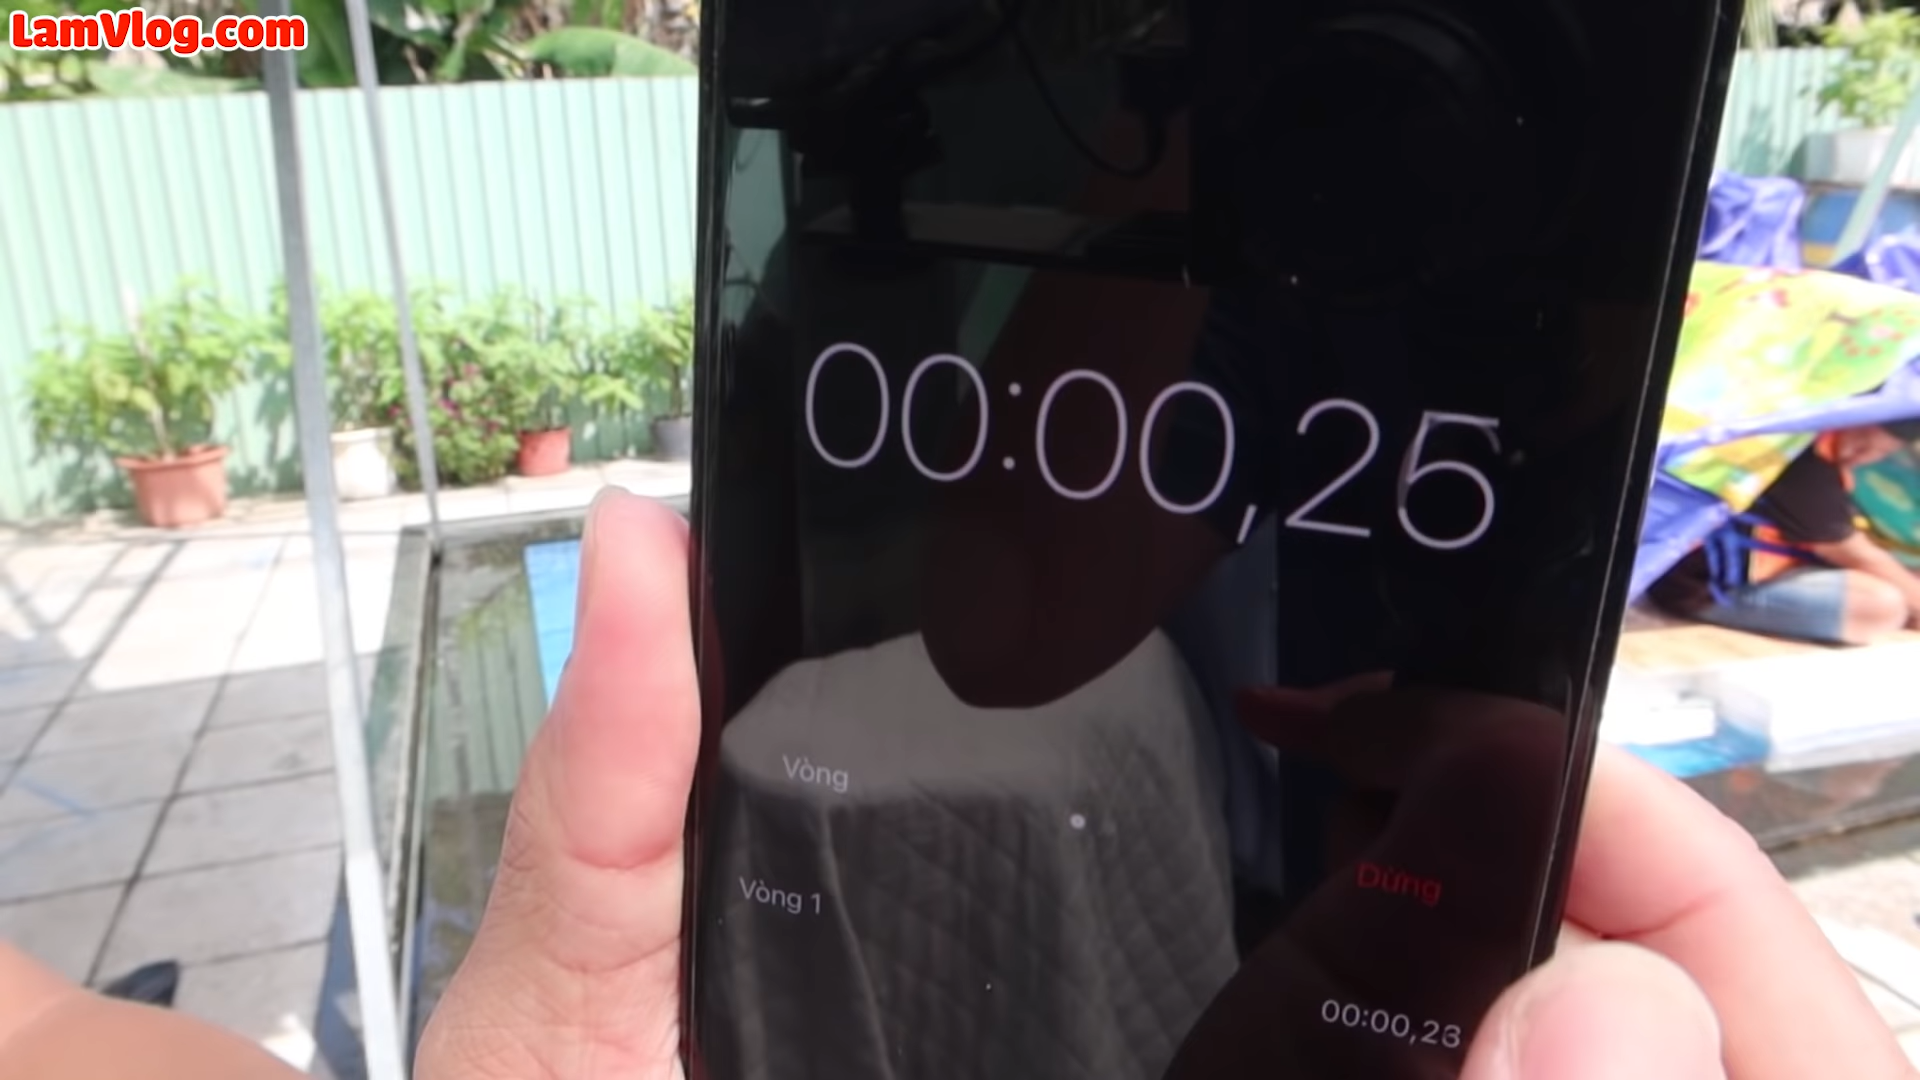 LamVlog.com
00:00,25
Vòng
Dừng
Vòng 1
00:00,23